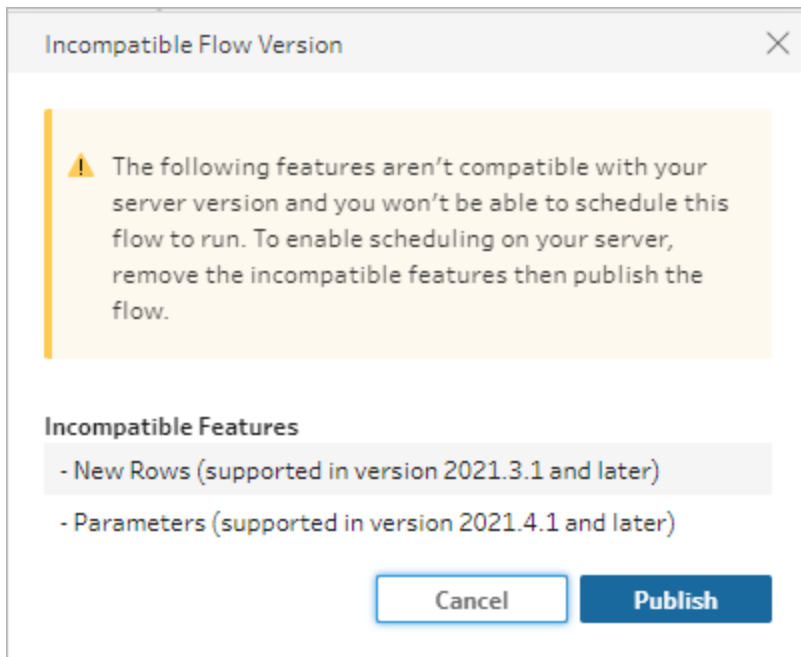 Incompatible Flow Version
The following features aren’t compatible with your
server version and you won’t be able to schedule this
flow to run. To enable scheduling on your server,
remove the incompatible features then publish the
flow.
Incompatible Features
- New Rows (supported in version 2021.3.1 and later)
- Parameters (supported in version 2021.4.1 and later)
Cancel Publish